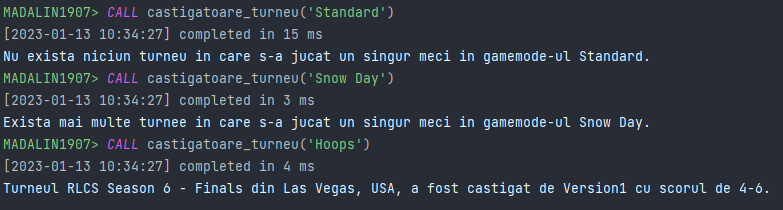 MADALIN1907> CALL castigatoare_turneu('Standard')
[2023-01-13 10:34:27] completed in 15 ms
Nu exista niciun turneu in care s-a jucat un singur meci in gamemode-ul Standard.
MADALIN1907> CALL castigatoare_turneu('Snow Day')
[2023-01-13 10:34:27] completed in 3 ms
Exista mai multe turnee in care s-a jucat un singur meci in gamemode-ul Snow Day.
MADALIN1907> CALL castigatoare_turneu('Hoops')
[2023-01-13 10:34:27] completed in 4 ms
Turneul RLCS Season 6 - Finals din Las Vegas, USA, a fost castigat de Version1 cu scorul de 4-6.